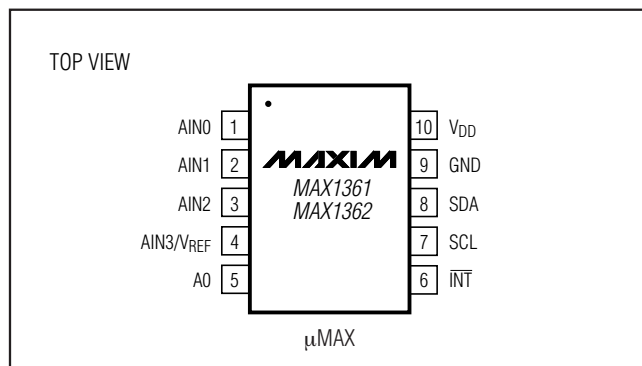 TOP VIEW
AIN0 1
AIN1 2
AIN2 3
AIN3/VREF 4
A0 5
MAXIM
MAX1361
MAX1362
10 VDD
9 GND
8 SDA
7 SCL
6 INT
μMAX